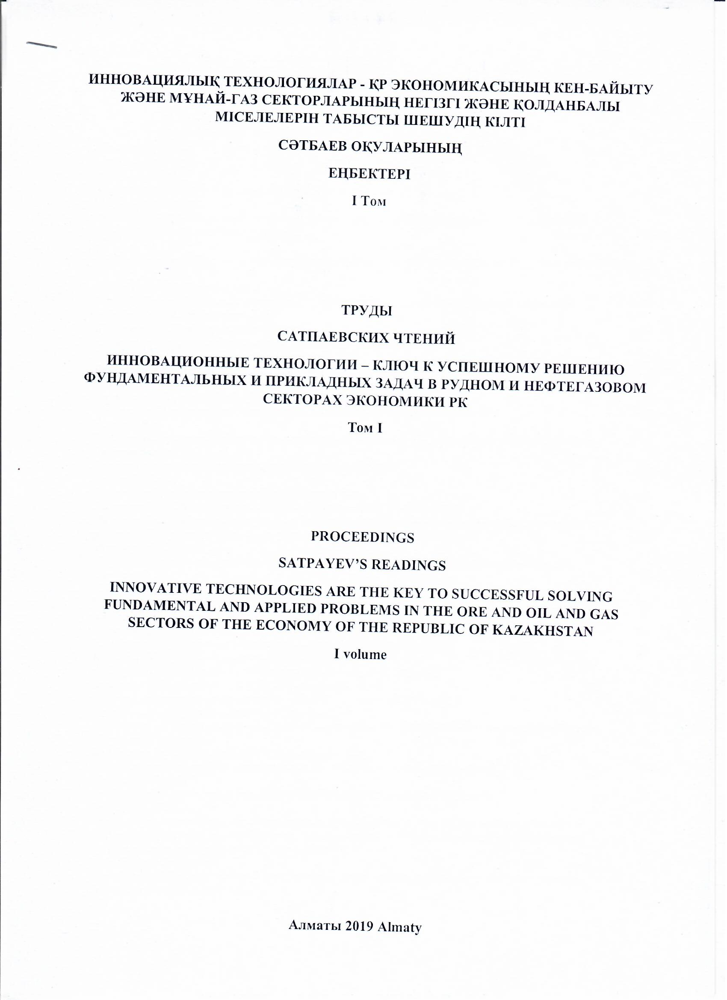 ИННОВАЦИЯЛЫҚ ТЕХНОЛОГИЯЛАР - ҚР ЭКОНОМИКАСЫНЫҢ КЕН-БАЙЫТУ
ЖӘНЕ МҰНАЙ-ГАЗ СЕКТОРЛАРЫНЫҢ НЕГІЗГІ ЖӘНЕ ҚОЛДАНБАЛЫ
МІСЕЛЕЛЕРІН ТАБЫСТЫ ШЕШУДІҢ КІЛТІ
СӘТБАЕВ ОҚУЛАРЫНЫҢ
ЕҢБЕКТЕРІ
I Том
ТРУДЫ
САТПАЕВСКИХ ЧТЕНИЙ
ИННОВАЦИОННЫЕ ТЕХНОЛОГИИ – КЛЮЧ К УСПЕШНОМУ РЕШЕНИЮ
ФУНДАМЕНТАЛЬНЫХ И ПРИКЛАДНЫХ ЗАДАЧ В РУДНОМ И НЕФТЕГАЗОВОМ
СЕКТОРАХ ЭКОНОМИКИ РК
Том I
PROCEEDINGS
SATPAYEV’S READINGS
INNOVATIVE TECHNOLOGIES ARE THE KEY TO SUCCESSFUL SOLVING
FUNDAMENTAL AND APPLIED PROBLEMS IN THE ORE AND OIL AND GAS
SECTORS OF THE ECONOMY OF THE REPUBLIC OF KAZAKHSTAN
I volume
Алматы 2019 Almaty